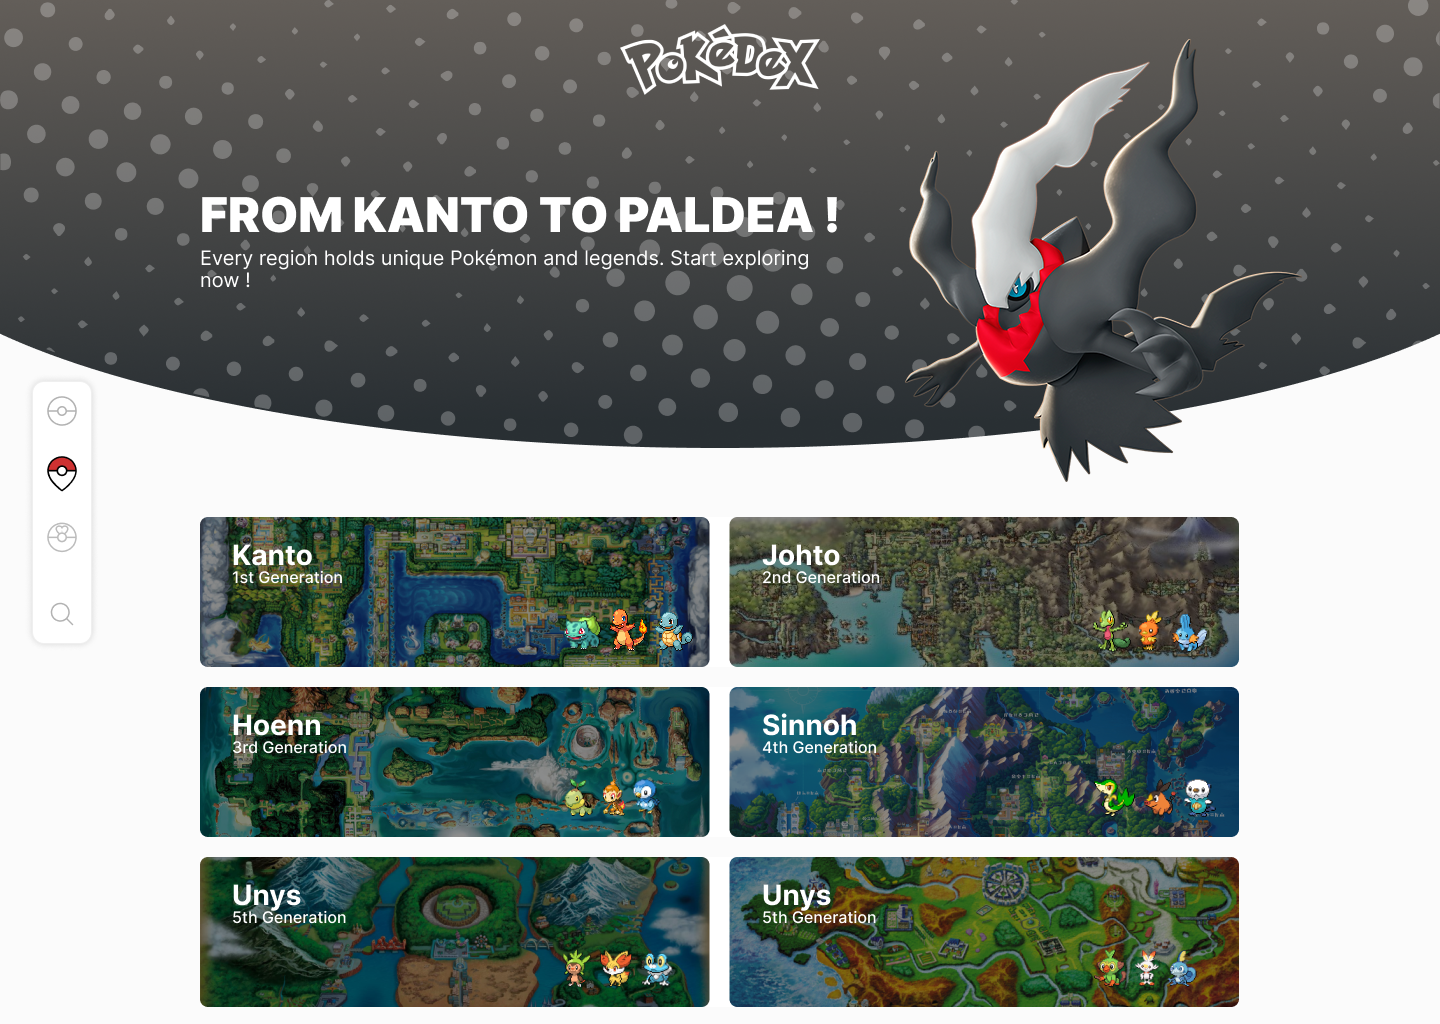 POKéDEX
FROM KANTO TO PALDEA !
Every region holds unique Pokémon and legends. Start exploring
now !
Kanto
1st Generation
Johto
2nd Generation
Hoenn
3rd Generation
Sinnoh
4th Generation
Unys
5th Generation
Unys
5th Generation